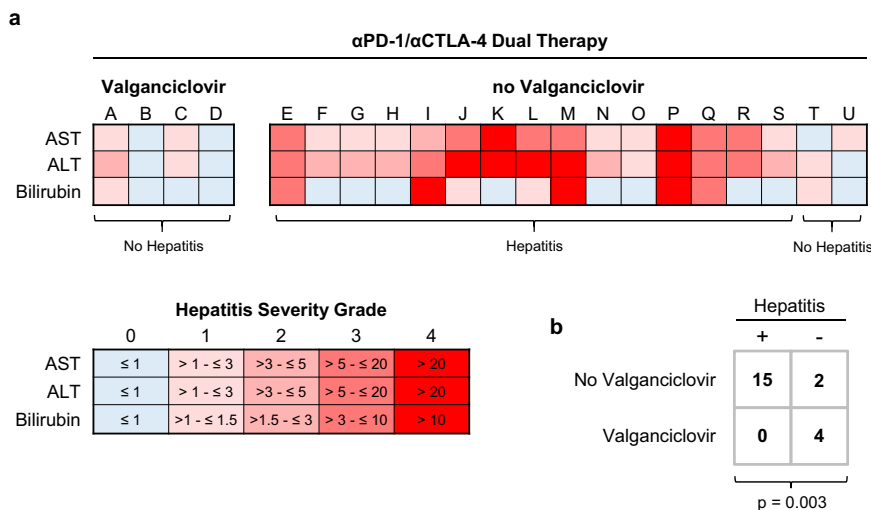 a
αPD-1/αCTLA-4 Dual Therapy
Valganciclovir no Valganciclovir
A B C D E F G H I J K L M N O P Q R S T U
AST
ALT
Bilirubin
No Hepatitis Hepatitis No Hepatitis
Hepatitis Severity Grade
0 1 2 3 4
AST ≤ 1 > 1 - ≤ 3 >3 - ≤ 5 > 5 - ≤ 20 > 20
ALT ≤ 1 > 1 - ≤ 3 >3 - ≤ 5 > 5 - ≤ 20 > 20
Bilirubin ≤ 1 >1 - ≤ 1.5 >1.5 - ≤ 3 > 3 - ≤ 10 > 10
b
Hepatitis
+ -
No Valganciclovir 15 2
Valganciclovir 0 4
p = 0.003